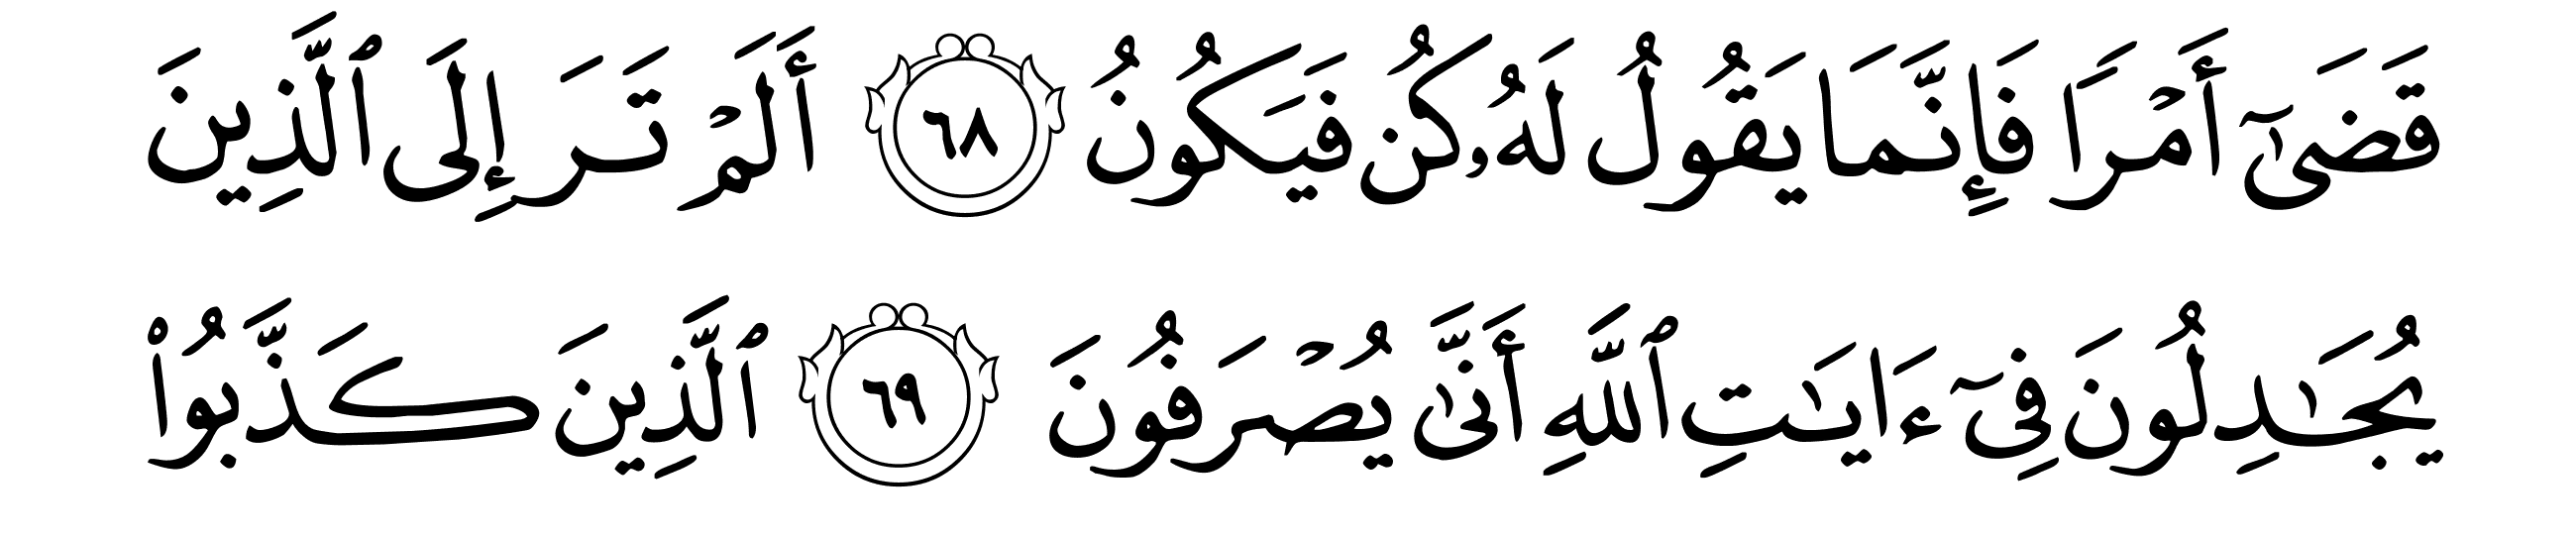 قَضَىٰٓ أَمْرًا فَإِنَّمَا يَقُولُ لَهُۥ كُن فَيَكُونُ ٦٨ أَلَمْ تَرَ إِلَى ٱلَّذِينَ
يُجَٰدِلُونَ فِىٓ ءَايَٰتِ ٱللَّهِ أَنَّىٰ يُصْرَفُونَ ٦٩ ٱلَّذِينَ كَذَّبُوا۟